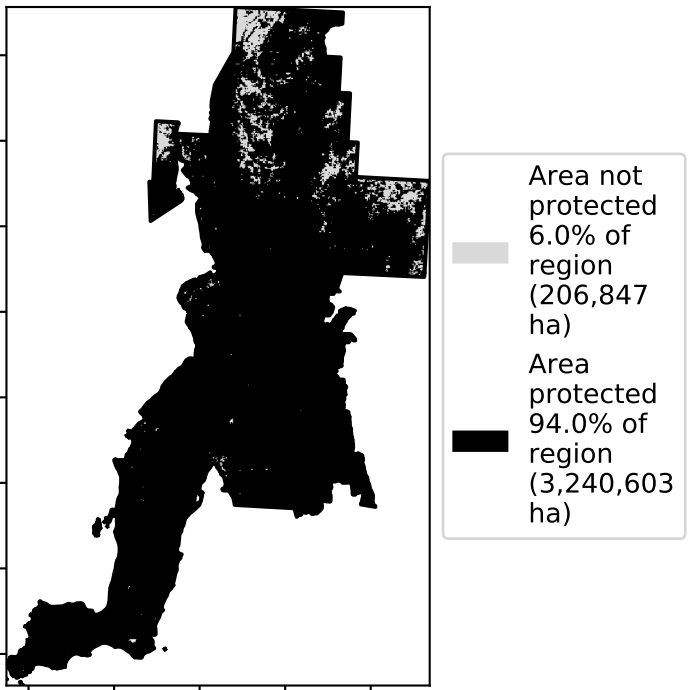 Area not
protected
6.0% of
region
(206,847
ha)
Area
protected
94.0% of
region
(3,240,603
ha)